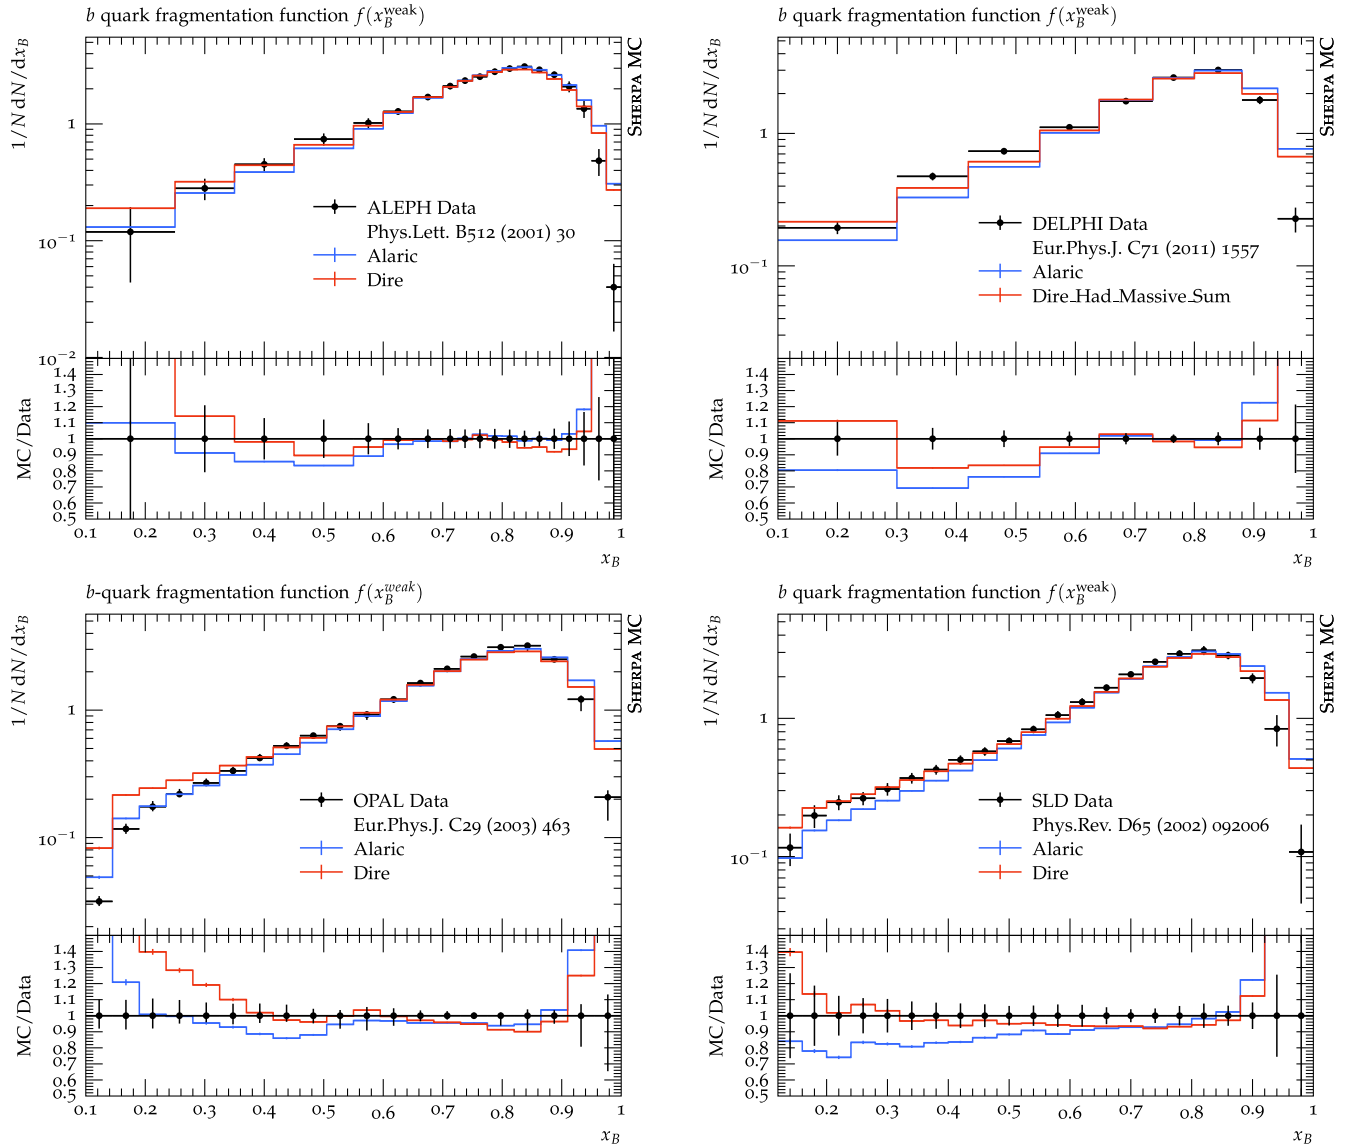 b quark fragmentation function f(x_B^weak)
1/N dN/dx_B
SHERPA MC
1
10⁻¹
10⁻²
ALEPH Data
Phys.Lett. B512 (2001) 30
Alaric
Dire
MC/Data
1.4
1.3
1.2
1.1
1
0.9
0.8
0.7
0.6
0.5
0.1 0.2 0.3 0.4 0.5 0.6 0.7 0.8 0.9 1
x_B
b quark fragmentation function f(x_B^weak)
1/N dN/dx_B
SHERPA MC
1
10⁻¹
DELPHI Data
Eur.Phys.J. C71 (2011) 1557
Alaric
Dire_Had_Massive_Sum
MC/Data
1.4
1.3
1.2
1.1
1
0.9
0.8
0.7
0.6
0.5
0.2 0.3 0.4 0.5 0.6 0.7 0.8 0.9 1
x_B
b-quark fragmentation function f(x_B^weak)
1/N dN/dx_B
SHERPA MC
1
10⁻¹
OPAL Data
Eur.Phys.J. C29 (2003) 463
Alaric
Dire
MC/Data
1.4
1.3
1.2
1.1
1
0.9
0.8
0.7
0.6
0.5
0.1 0.2 0.3 0.4 0.5 0.6 0.7 0.8 0.9 1
x_B
b quark fragmentation function f(x_B^weak)
1/N dN/dx_B
SHERPA MC
1
10⁻¹
SLD Data
Phys.Rev. D65 (2002) 092006
Alaric
Dire
MC/Data
1.4
1.3
1.2
1.1
1
0.9
0.8
0.7
0.6
0.5
0.2 0.3 0.4 0.5 0.6 0.7 0.8 0.9 1
x_B